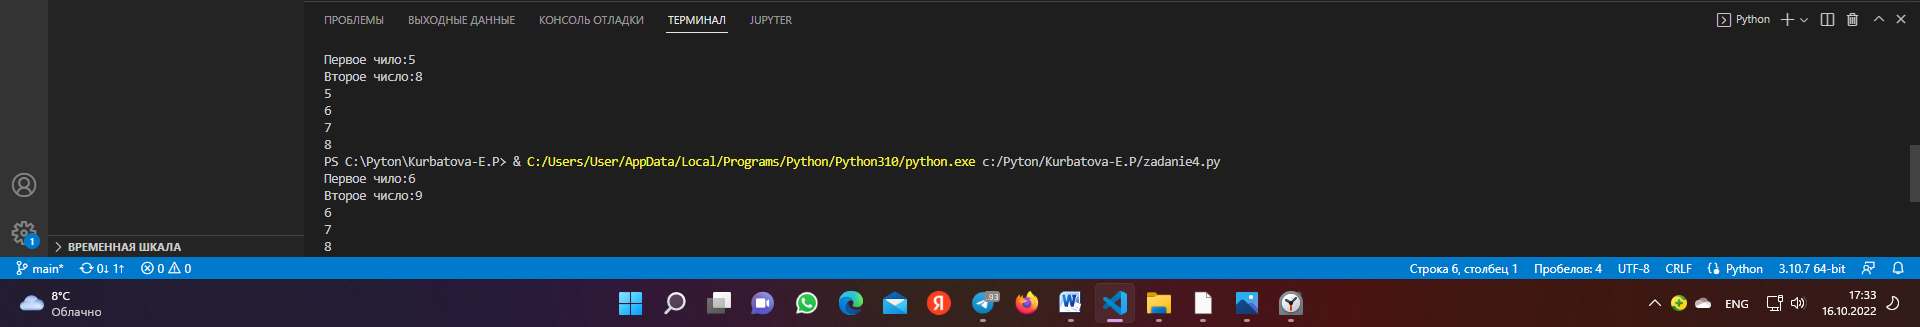 ПРОБЛЕМЫ ВЫХОДНЫЕ ДАННЫЕ КОНСОЛЬ ОТЛАДКИ ТЕРМИНАЛ JUPYTER Python
Первое чило:5
Второе число:8
5
6
7
8
PS C:\Pyton\Kurbatova-E.P> & C:/Users/User/AppData/Local/Programs/Python/Python310/python.exe c:/Pyton/Kurbatova-E.P/zadanie4.py
Первое чило:6
Второе число:9
6
7
8
1
ВРЕМЕННАЯ ШКАЛА
main* 0↓ 1↑ 0 0 Строка 6, столбец 1 Пробелов: 4 UTF-8 CRLF Python 3.10.7 64-bit
8°C
Облачно
Я
93
W
ENG
17:33
16.10.2022